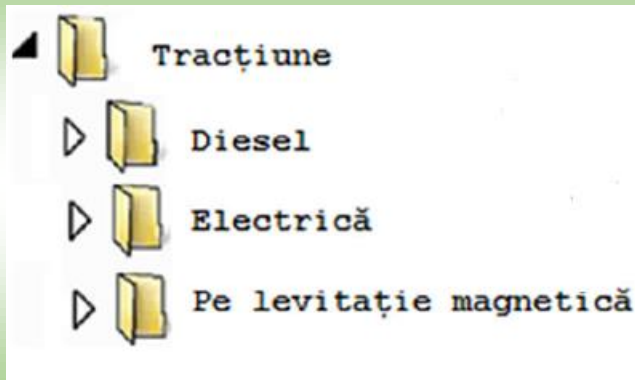 Tracțiune
Diesel
Electrică
Pe levitație magnetică